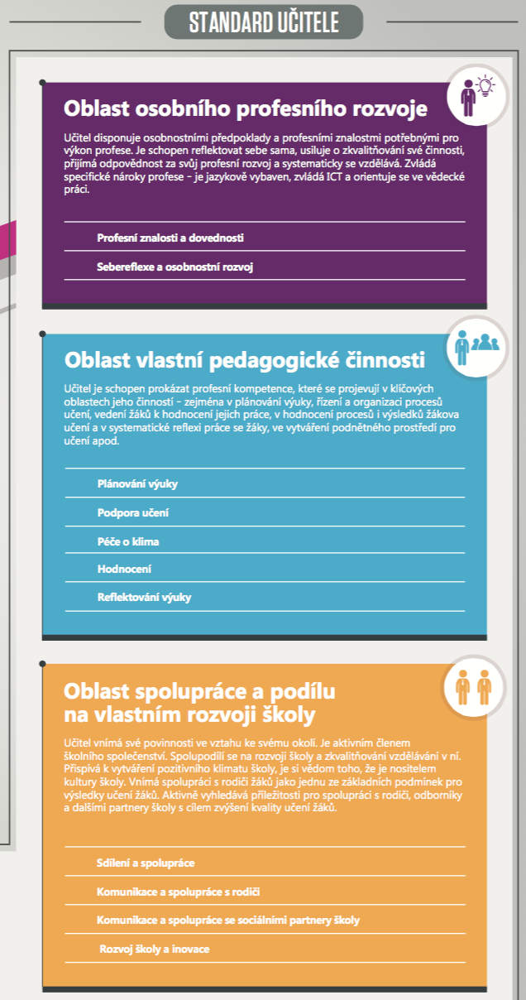 STANDARD UČITELE
Oblast osobního profesního rozvoje
Učitel disponuje osobnostními předpoklady a profesními znalostmi potřebnými pro
výkon profese. Je schopen reflektovat sebe sama, usiluje o zkvalitňování své činnosti,
přijímá odpovědnost za svůj profesní rozvoj a systematicky se vzdělává. Zvládá
specifické nároky profese – je jazykově vybaven, zvládá ICT a orientuje se ve vědecké
práci.
Profesní znalosti a dovednosti
Sebereflexe a osobnostní rozvoj
Oblast vlastní pedagogické činnosti
Učitel je schopen prokázat profesní kompetence, které se projevují v klíčových
oblastech jeho činností – zejména v plánování výuky, řízení a organizaci procesů
učení, vedení žáků k hodnocení jejich práce, v hodnocení procesů i výsledků žákova
učení a v systematické reflexi práce se žáky, ve vytváření podnětného prostředí pro
učení apod.
Plánování výuky
Podpora učení
Péče o klima
Hodnocení
Reflektování výuky
Oblast spolupráce a podílu
na vlastním rozvoji školy
Učitel vnímá své povinnosti ve vztahu ke svému okolí. Je aktivním členem
školního společenství. Spolupodílí se na rozvoji školy a zkvalitňování vzdělávání v ní.
Přispívá k vytváření pozitivního klimatu školy, je si vědom toho, že je nositelem
kultury školy. Vnímá spolupráci s rodiči žáků jako jednu ze základních podmínek pro
výsledky učení žáků. Aktivně vyhledává příležitosti pro spolupráci s rodiči, odborníky
a dalšími partnery školy s cílem zvýšení kvality učení žáků.
Sdílení a spolupráce
Komunikace a spolupráce s rodiči
Komunikace a spolupráce se sociálními partnery školy
Rozvoj školy a inovace